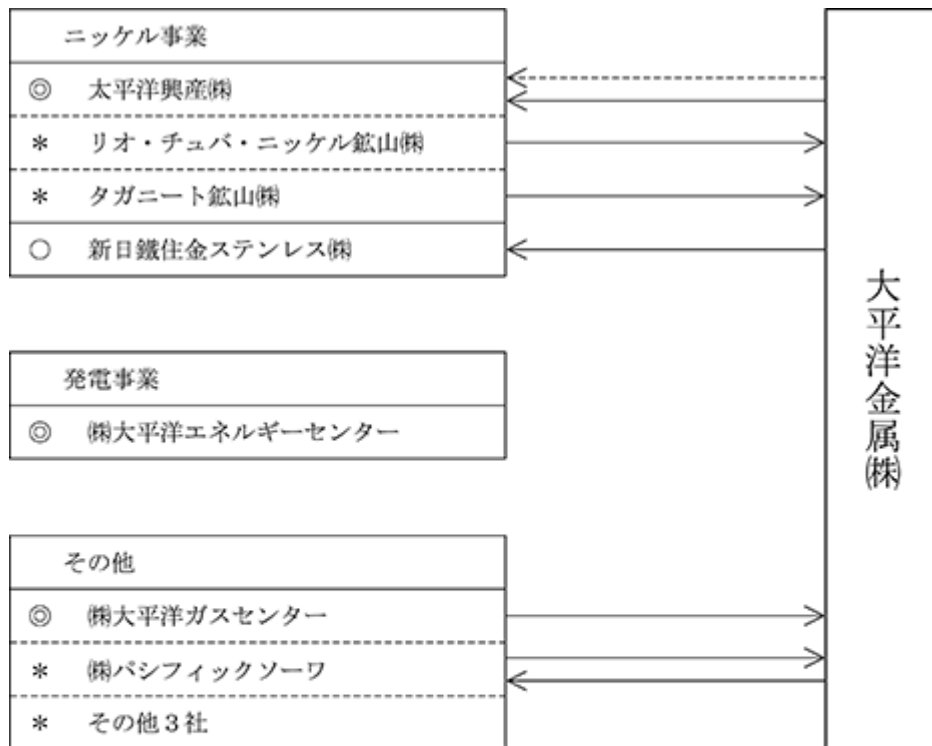 ニッケル事業
◎ 太平洋興産㈱
＊ リオ・チュバ・ニッケル鉱山㈱
＊ タガニート鉱山㈱
○ 新日鐵住金ステンレス㈱
発電事業
◎ ㈱大平洋エネルギーセンター
その他
◎ ㈱大平洋ガスセンター
＊ ㈱パシフィックソーワ
＊ その他３社
大平洋金属㈱